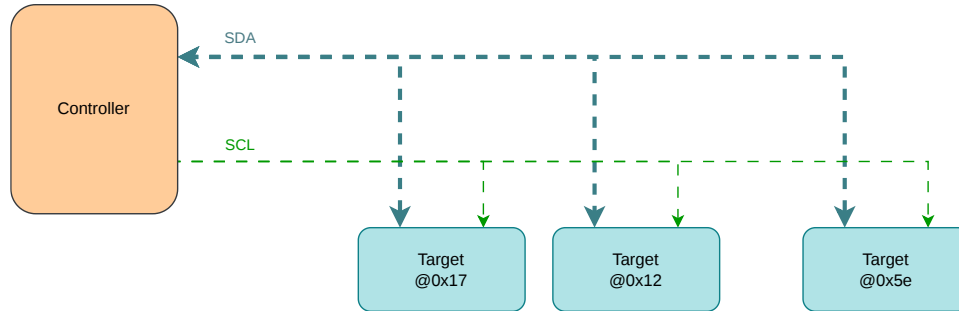 SDA
Controller
SCL
Target
@0x17
Target
@0x12
Target
@0x5e